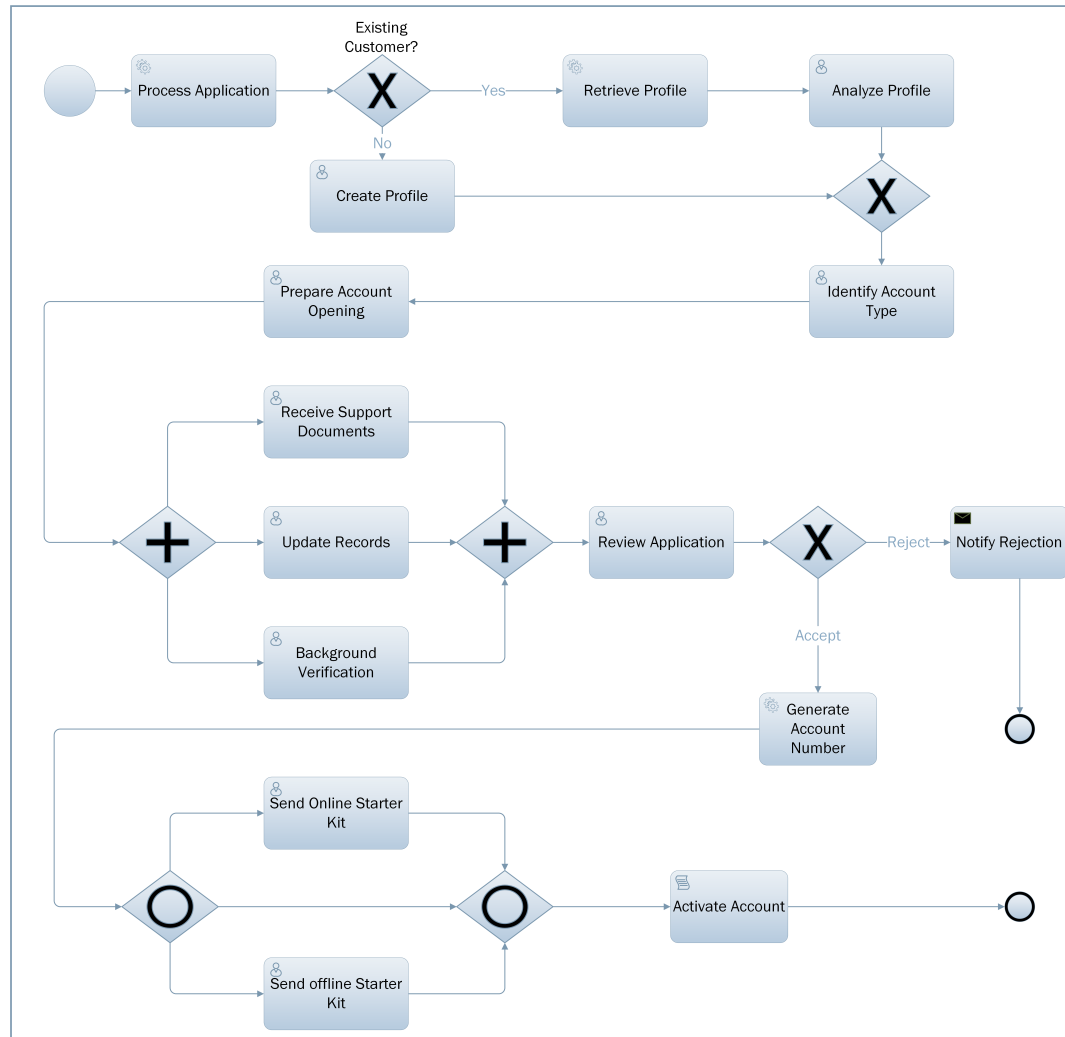 Existing
Customer?
Process Application
Yes
Retrieve Profile
Analyze Profile
No
Create Profile
Prepare Account
Opening
Identify Account
Type
Receive Support
Documents
Update Records
Review Application
Reject
Notify Rejection
Background
Verification
Accept
Generate
Account
Number
Send Online Starter
Kit
Activate Account
Send offline Starter
Kit